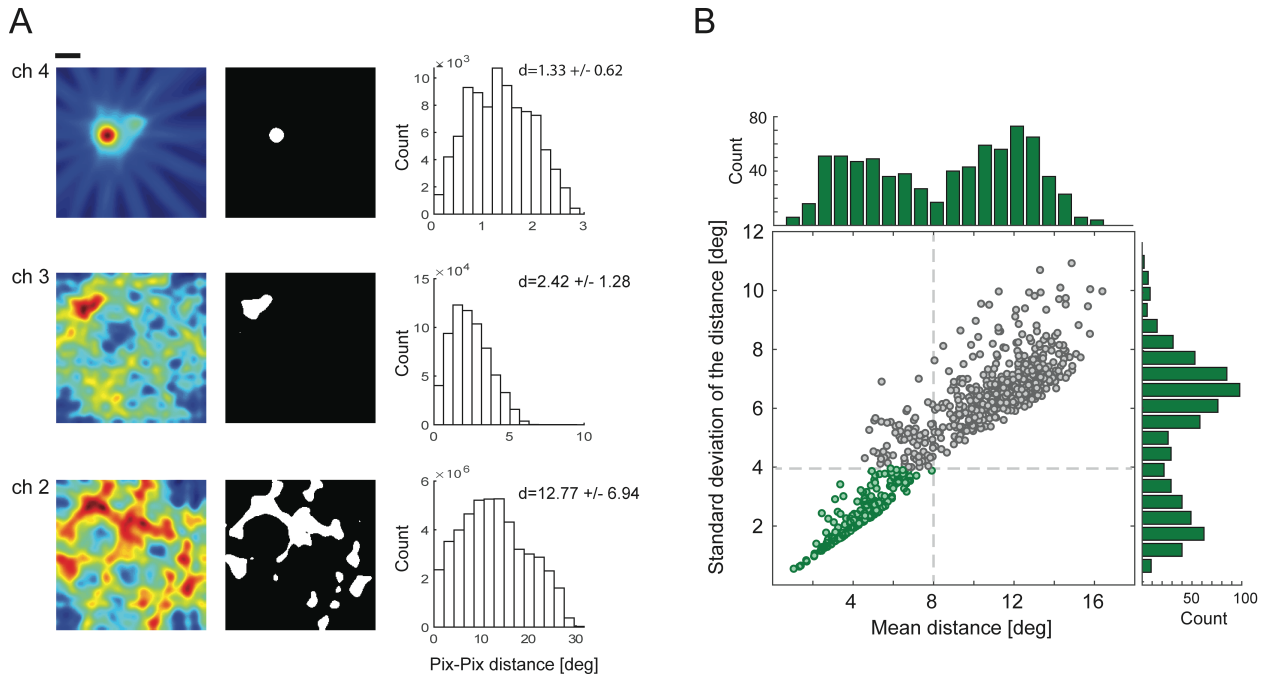 A
B
ch 4
×10³
d=1.33 +/- 0.62
10
8
6
4
2
0
Count
0 1 2 3
ch 3
×10⁴
d=2.42 +/- 1.28
15
10
5
0
Count
0 5 10
ch 2
×10⁶
d=12.77 +/- 6.94
6
4
2
0
Count
0 10 20 30
Pix-Pix distance [deg]
80
40
Count
12
10
8
6
4
2
Standard deviation of the distance [deg]
4 8 12 16
Mean distance [deg]
50 100
Count